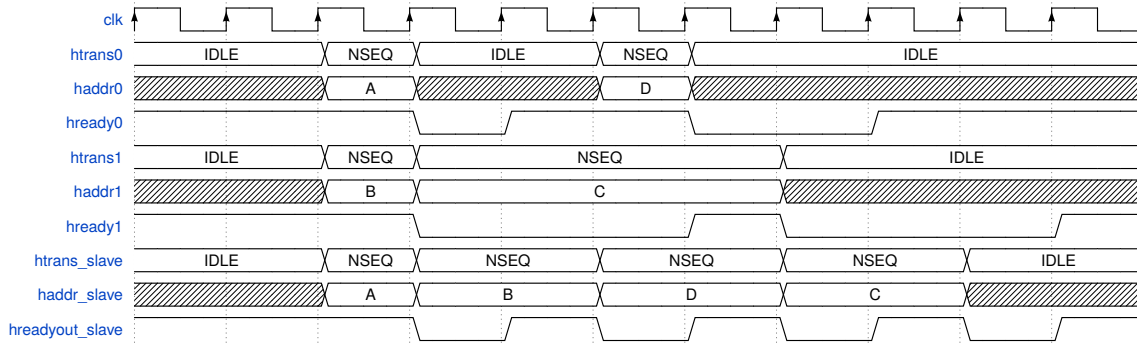 clk
htrans0 IDLE NSEQ IDLE NSEQ IDLE
haddr0 A D
hready0
htrans1 IDLE NSEQ NSEQ IDLE
haddr1 B C
hready1
htrans_slave IDLE NSEQ NSEQ NSEQ NSEQ IDLE
haddr_slave A B D C
hreadyout_slave